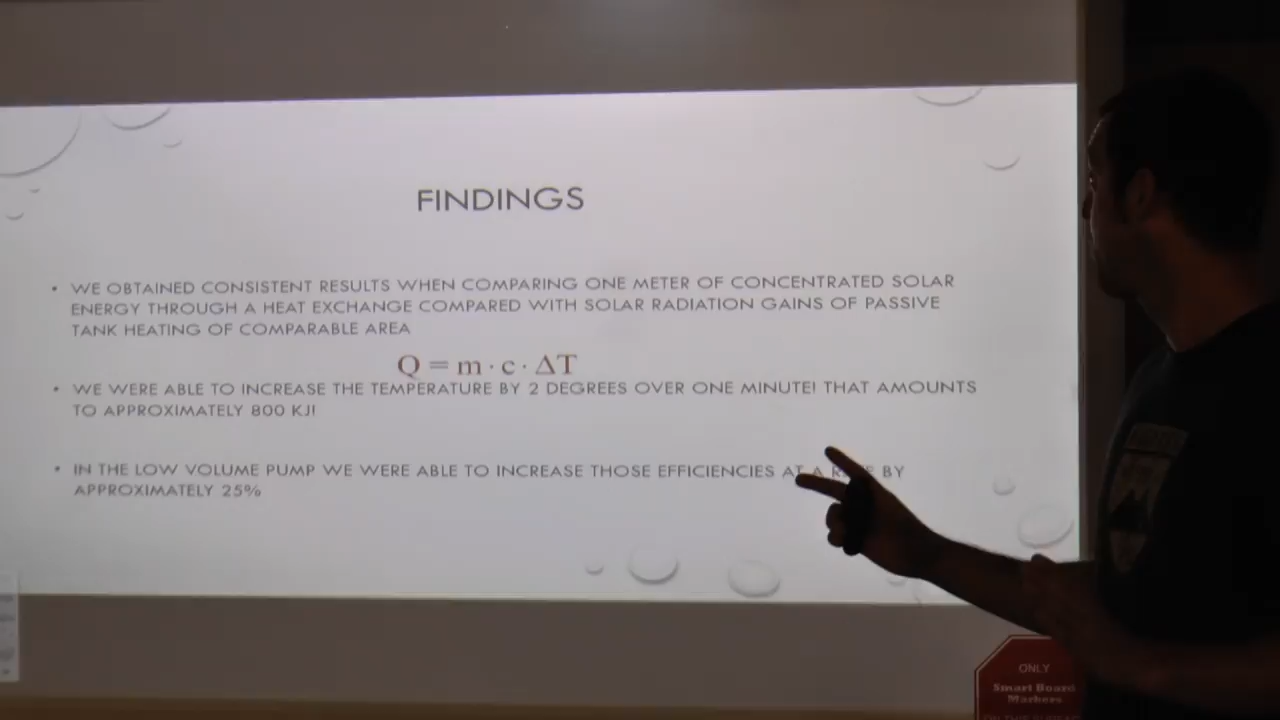 FINDINGS
• WE OBTAINED CONSISTENT RESULTS WHEN COMPARING ONE METER OF CONCENTRATED SOLAR
ENERGY THROUGH A HEAT EXCHANGE COMPARED WITH SOLAR RADIATION GAINS OF PASSIVE
TANK HEATING OF COMPARABLE AREA
Q = m · c · ΔT
• WE WERE ABLE TO INCREASE THE TEMPERATURE BY 2 DEGREES OVER ONE MINUTE! THAT AMOUNTS
TO APPROXIMATELY 800 KJ!
• IN THE LOW VOLUME PUMP WE WERE ABLE TO INCREASE THOSE EFFICIENCIES AT A BY
APPROXIMATELY 25%
ONLY
Smart Board
Markers